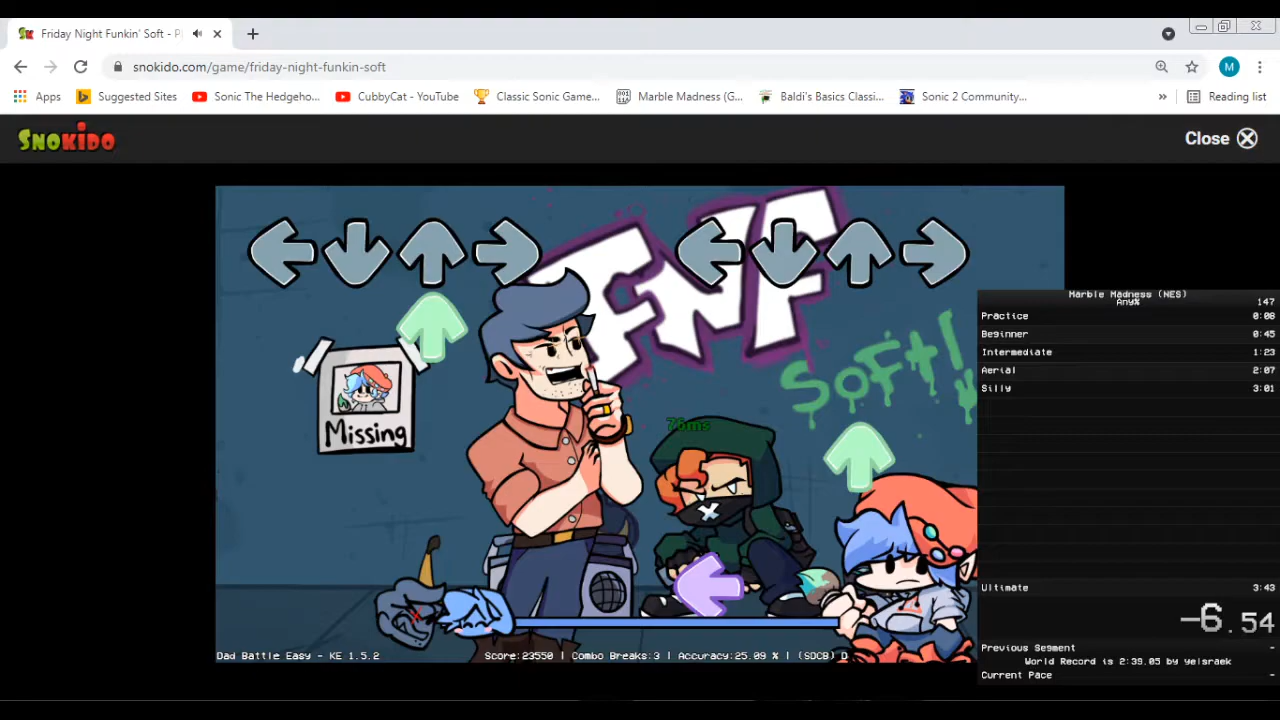 Friday Night Funkin' Soft - P
snokido.com/game/friday-night-funkin-soft
M
Apps
Suggested Sites
Sonic The Hedgeho...
CubbyCat - YouTube
Classic Sonic Game...
Marble Madness (G...
Baldi's Basics Classi...
Sonic 2 Community...
»
Reading list
SNOKIDO
Close
FNF
Soft!
Missing
76ms
Dad Battle Easy - KE 1.5.2
Score:23550 | Combo Breaks:3 | Accuracy:25.09 % | (SDCB) D
Marble Madness (NES)
Any%
147
Practice 0:08
Beginner 0:45
Intermediate 1:23
Aerial 2:07
Silly 3:01
Ultimate 3:43
-6.54
Previous Segment -
World Record is 2:39.05 by yelsraek
Current Pace -